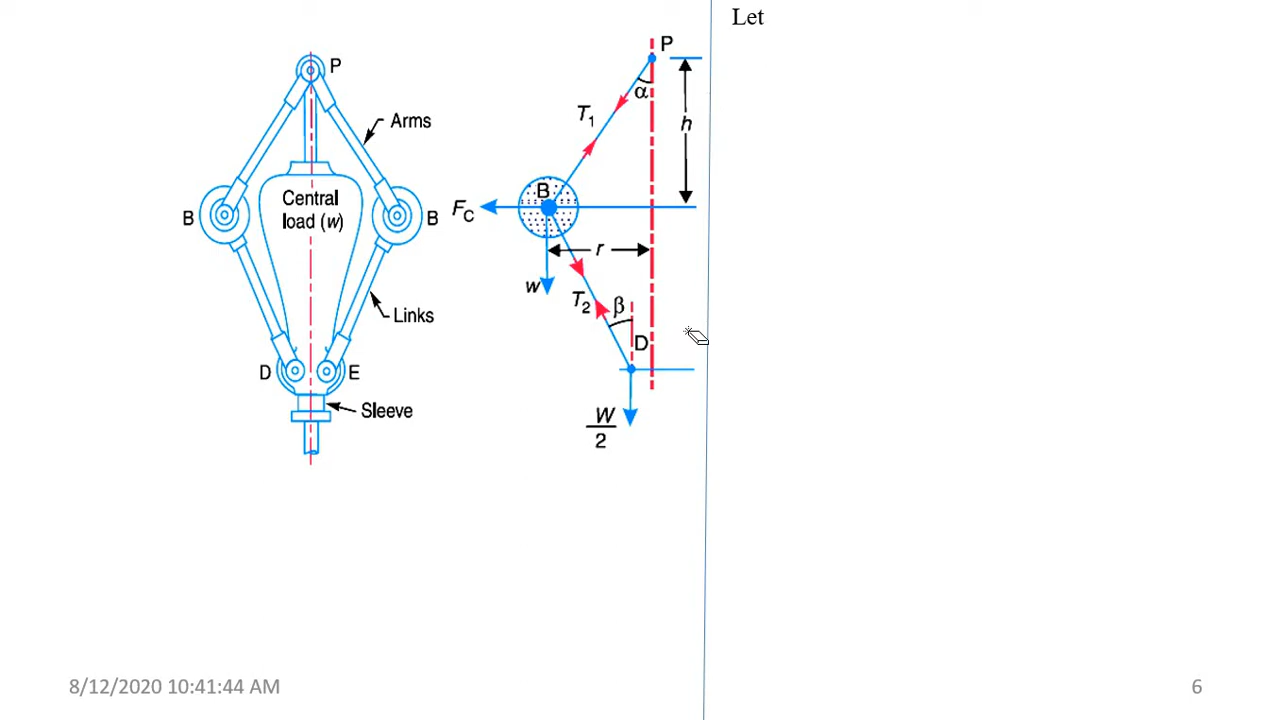 Let
P
Arms
Central
load (w)
B
B
Links
D
E
Sleeve
P
α
T1
h
B
FC
r
w
T2
β
D
W
2
8/12/2020 10:41:44 AM
6